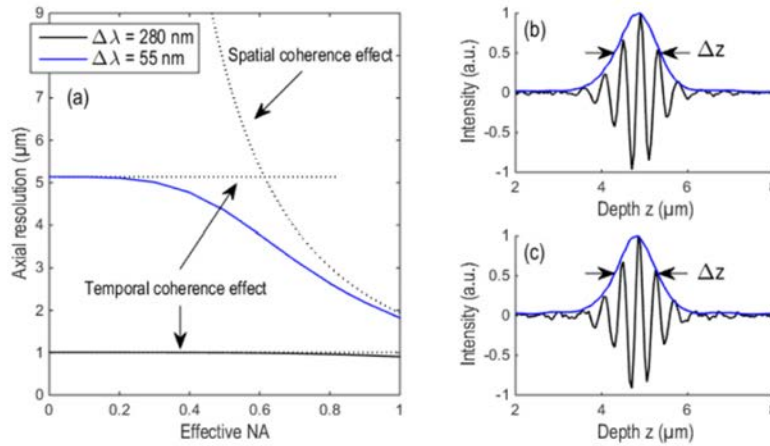 9
8
7
6
5
4
3
2
1
0
Axial resolution (µm)
Δ λ = 280 nm
Δ λ = 55 nm
(a)
Spatial coherence effect
Temporal coherence effect
0 0.2 0.4 0.6 0.8 1
Effective NA
(b)
Δz
1
0.5
0
-0.5
-1
Intensity (a.u.)
2 4 6 8
Depth z (µm)
(c)
Δz
1
0.5
0
-0.5
-1
Intensity (a.u.)
2 4 6 8
Depth z (µm)